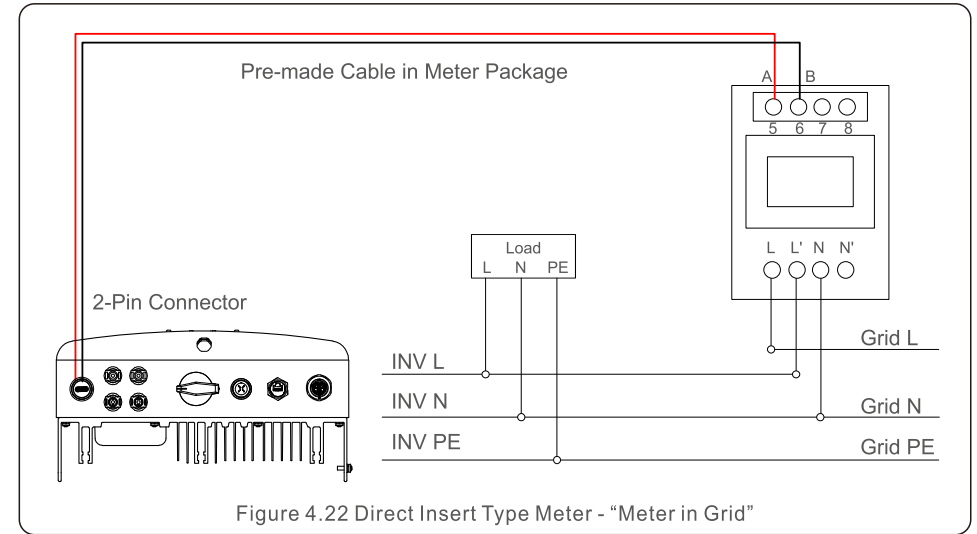 Pre-made Cable in Meter Package
A B
5 6 7 8
Load
L N PE
L L' N N'
2-Pin Connector
Grid L
INV L
INV N
Grid N
INV PE
Grid PE
Figure 4.22 Direct Insert Type Meter - “Meter in Grid”